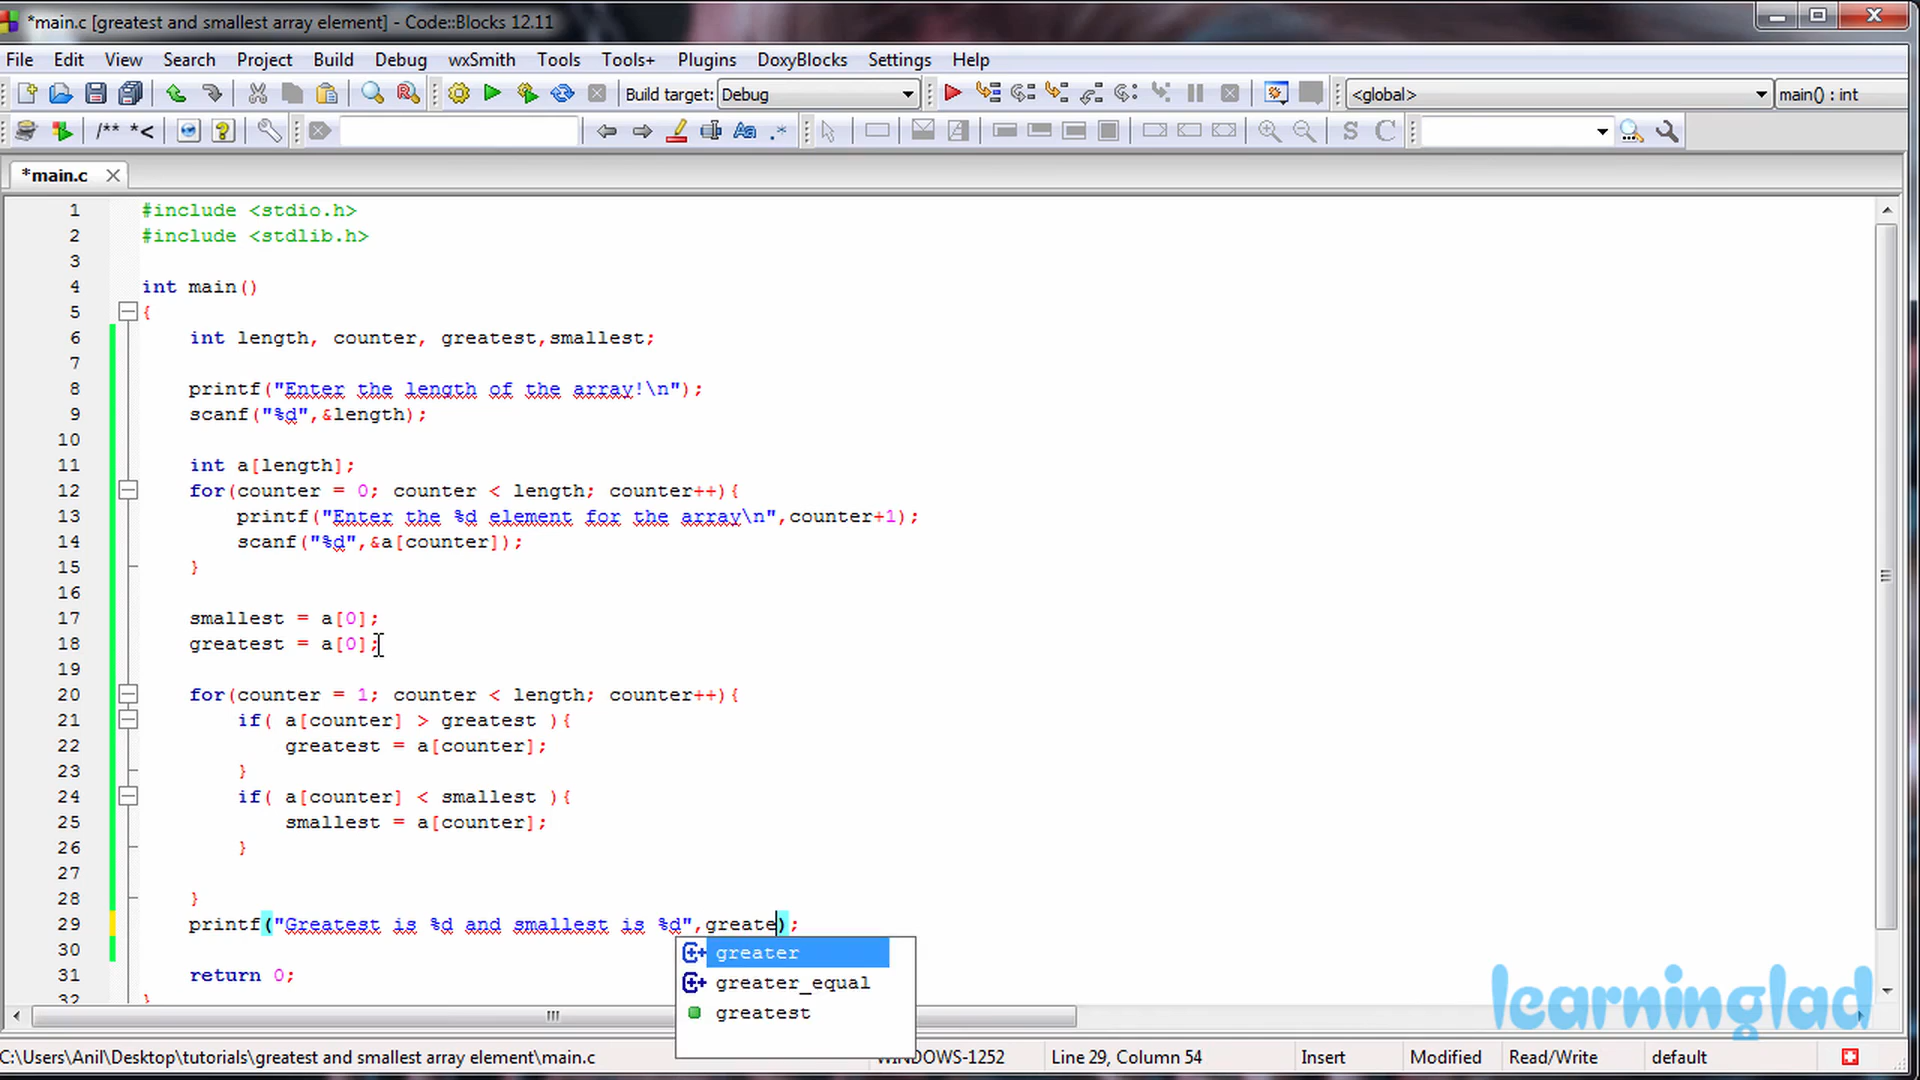 *main.c [greatest and smallest array element] - Code::Blocks 12.11
File Edit View Search Project Build Debug wxSmith Tools Tools+ Plugins DoxyBlocks Settings Help
Build target: Debug <global> main() : int
/** *< Aa .* S C
*main.c
1 #include <stdio.h>
2 #include <stdlib.h>
3
4 int main()
5 {
6 int length, counter, greatest,smallest;
7
8 printf("Enter the length of the array!\n");
9 scanf("%d",&length);
10
11 int a[length];
12 for(counter = 0; counter < length; counter++){
13 printf("Enter the %d element for the array\n",counter+1);
14 scanf("%d",&a[counter]);
15 }
16
17 smallest = a[0];
18 greatest = a[0];
19
20 for(counter = 1; counter < length; counter++){
21 if( a[counter] > greatest ){
22 greatest = a[counter];
23 }
24 if( a[counter] < smallest ){
25 smallest = a[counter];
26 }
27
28 }
29 printf("Greatest is %d and smallest is %d",greate);
30
31 return 0;
32 }
greater
greater_equal
greatest
learninglad
C:\Users\Anil\Desktop\tutorials\greatest and smallest array element\main.c WINDOWS-1252 Line 29, Column 54 Insert Modified Read/Write default